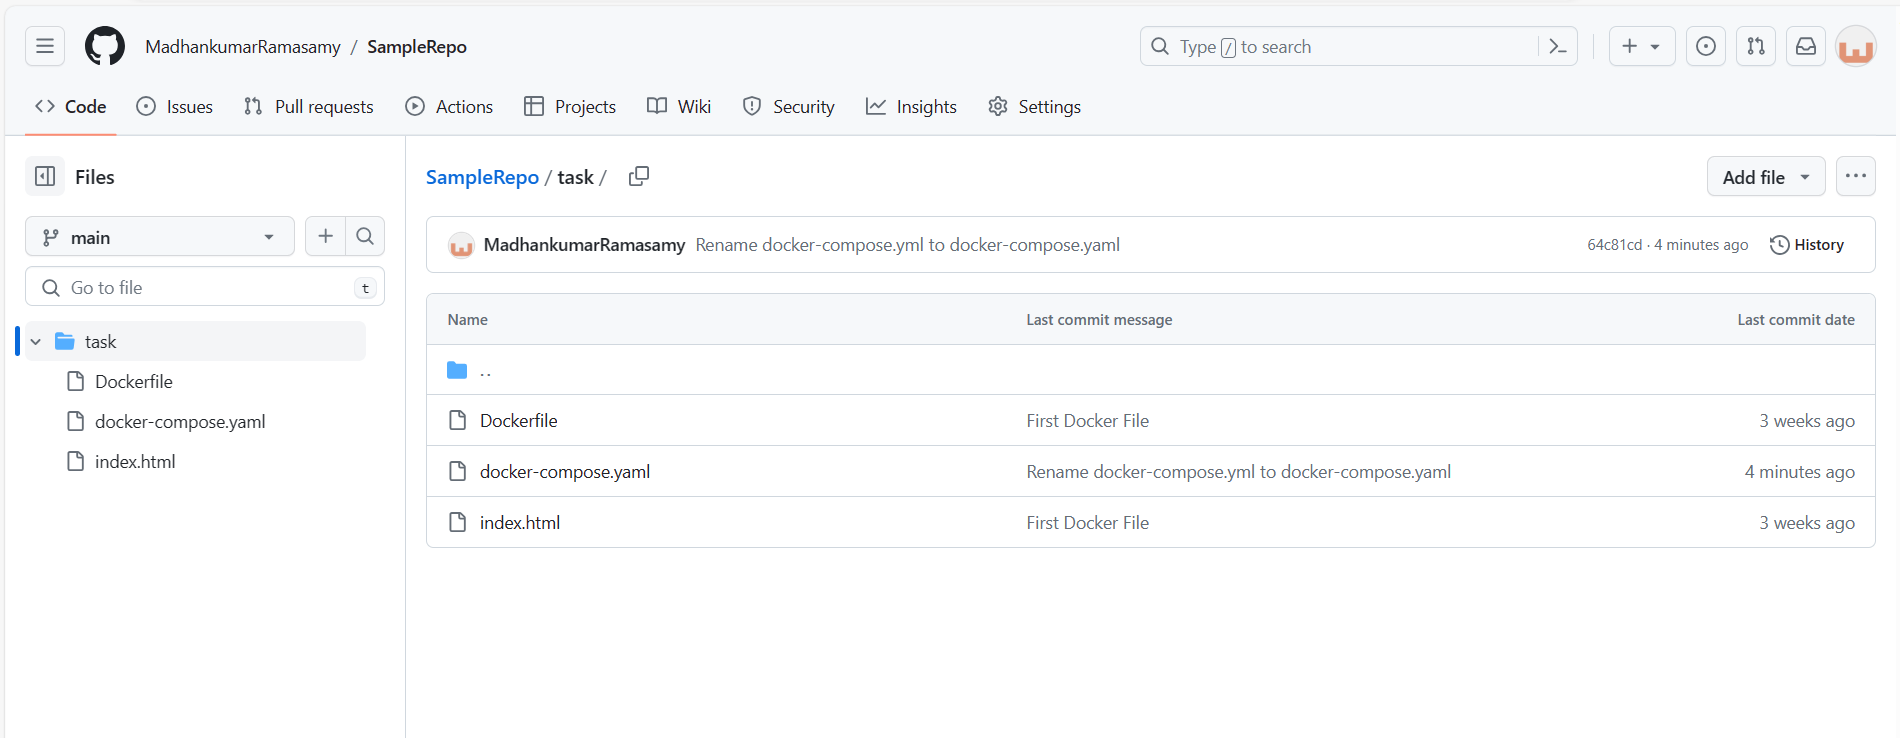 MadhankumarRamasamy / SampleRepo
Type / to search
Code Issues Pull requests Actions Projects Wiki Security Insights Settings
Files
main
Go to file t
task
Dockerfile
docker-compose.yaml
index.html
SampleRepo / task /
Add file
MadhankumarRamasamy Rename docker-compose.yml to docker-compose.yaml 64c81cd · 4 minutes ago History
Name Last commit message Last commit date
..
Dockerfile First Docker File 3 weeks ago
docker-compose.yaml Rename docker-compose.yml to docker-compose.yaml 4 minutes ago
index.html First Docker File 3 weeks ago